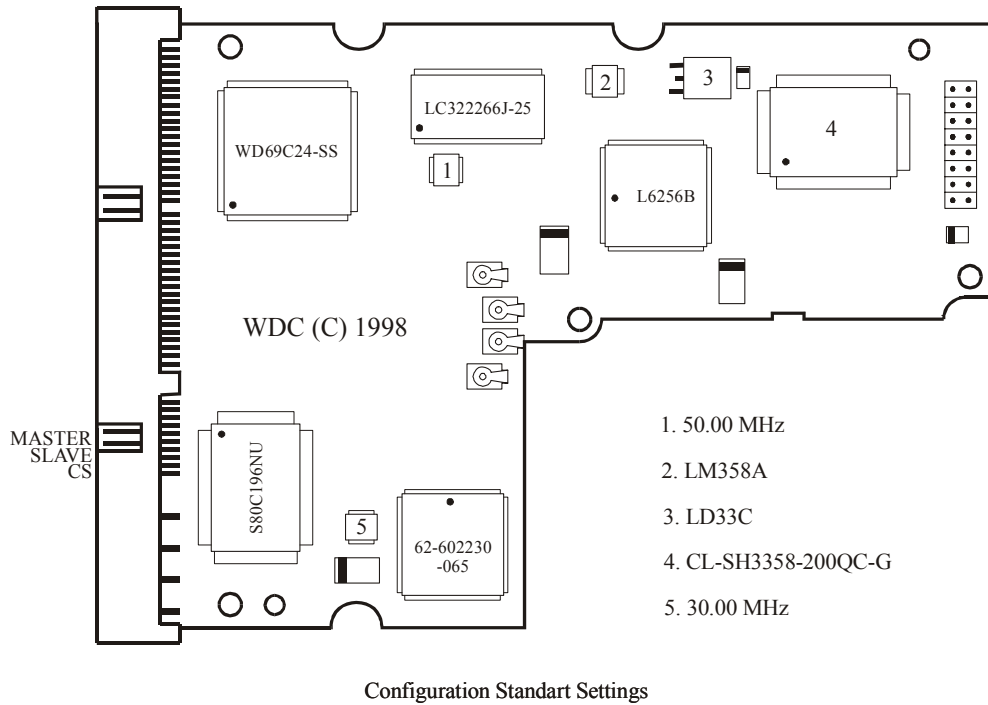 WD69C24-SS
LC322266J-25
1
2
3
4
L6256B
WDC (C) 1998
MASTER
SLAVE
CS
S80C196NU
5
62-602230
-065
1. 50.00 MHz
2. LM358A
3. LD33C
4. CL-SH3358-200QC-G
5. 30.00 MHz
Configuration Standart Settings